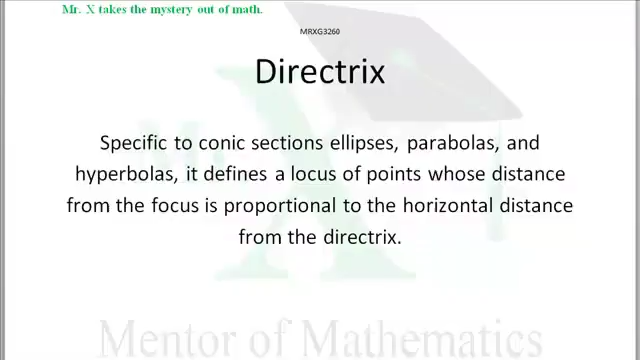 Mr. X takes the mystery out of math.
MRXG3260
Directrix
Specific to conic sections ellipses, parabolas, and
hyperbolas, it defines a locus of points whose distance
from the focus is proportional to the horizontal distance
from the directrix.
Mr.
X
Mentor of Mathematics